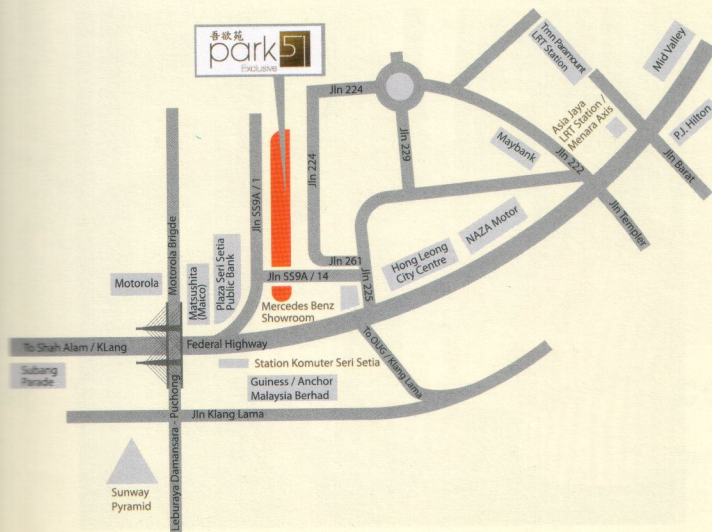 吾欲苑
park 51
Exclusive
Tmn Paramount
LRT Station
Mid Valley
Jln 224
Asia Jaya
LRT Station /
Menara Axis
P.J. Hilton
Jln 229
Maybank
Jln 222
Jln Barat
Jln 224
Jln SS9A / 1
Jln Templer
Motorola Brigde
NAZA Motor
Hong Leong
City Centre
Jln 261
Jln SS9A / 14
Jln 225
Plaza Seri Setia
Public Bank
Matsushita
(Maico)
Motorola
Mercedes Benz
Showroom
To Shah Alam / KLang
Federal Highway
To OUG / Klang Lama
Station Komuter Seri Setia
Subang
Parade
Guiness / Anchor
Malaysia Berhad
Jln Klang Lama
Leburaya Damansara - Puchong
Sunway
Pyramid